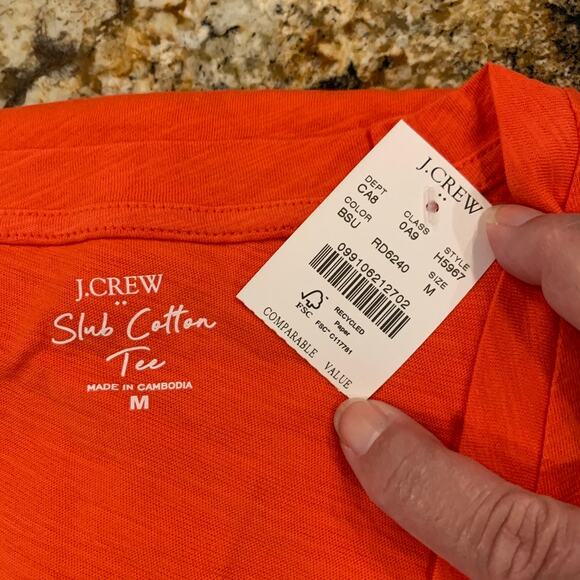 J.CREW
Slub Cotton
Tee
MADE IN CAMBODIA
M
J.CREW
DEPT CLASS STYLE
CA8 0A9 H5967
COLOR SIZE
BSU RD6240 M
099106212702
FSC
RECYCLED
Paper
FSC® C117781
COMPARABLE VALUE